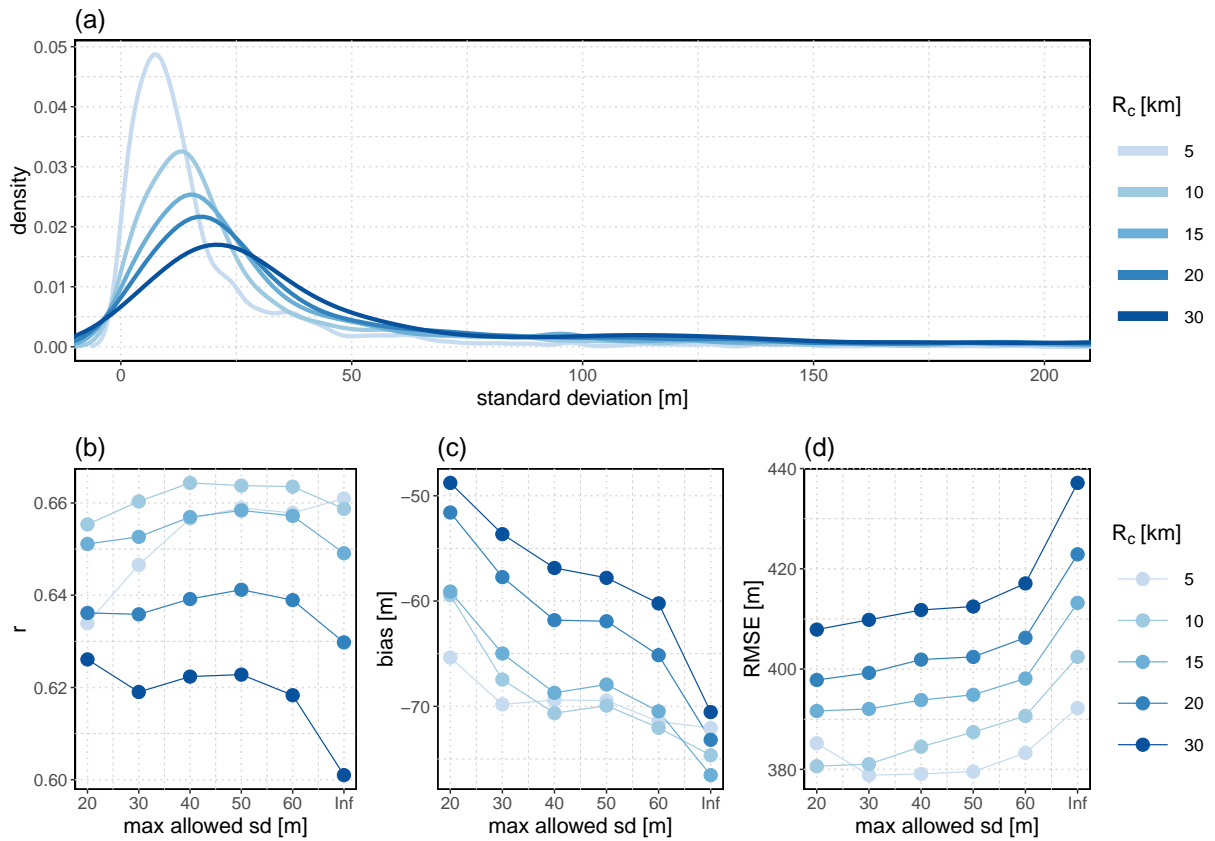 (a)
0.05
0.04
0.03
0.02
0.01
0.00
density
0 50 100 150 200
standard deviation [m]
Rc [km]
5
10
15
20
30
(b)
0.66
0.64
0.62
0.60
r
20 30 40 50 60 Inf
max allowed sd [m]
(c)
−50
−60
−70
bias [m]
20 30 40 50 60 Inf
max allowed sd [m]
(d)
440
420
400
380
RMSE [m]
20 30 40 50 60 Inf
max allowed sd [m]
Rc [km]
5
10
15
20
30